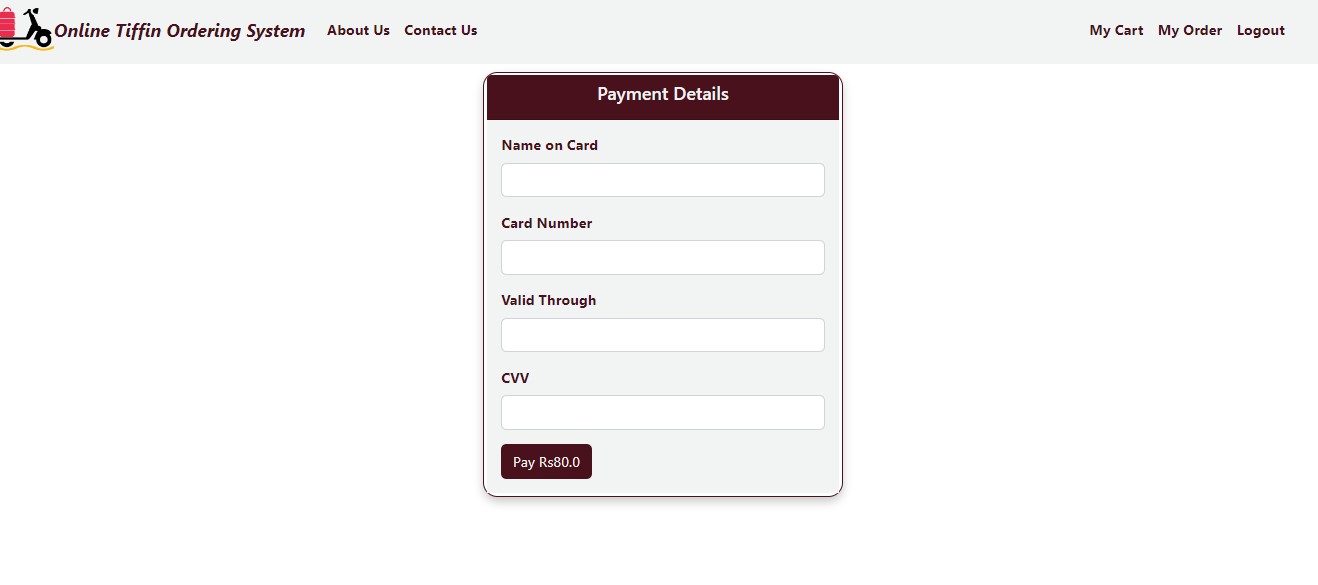 Online Tiffin Ordering System About Us Contact Us My Cart My Order Logout
Payment Details
Name on Card
Card Number
Valid Through
CVV
Pay Rs80.0